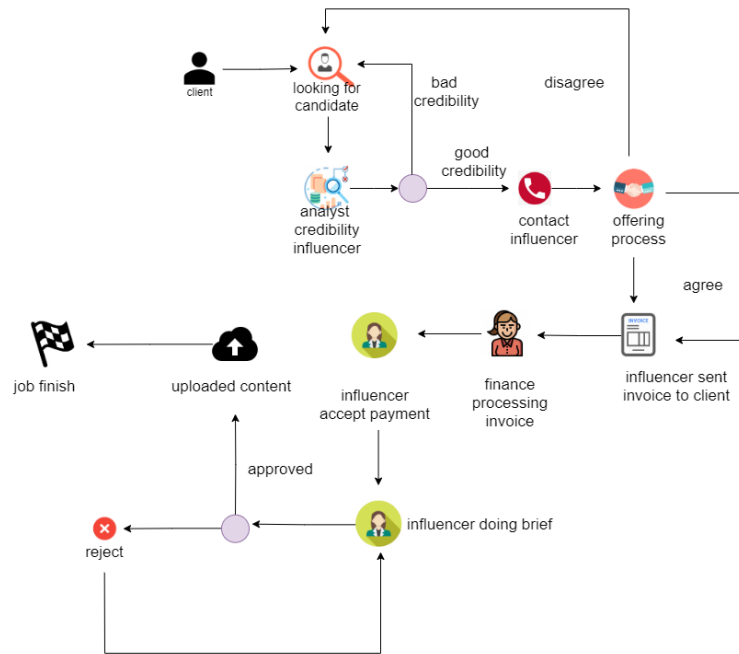 client
looking for
candidate
bad
credibility
disagree
good
credibility
analyst
credibility
influencer
contact
influencer
offering
process
agree
INVOICE
job finish
uploaded content
influencer
accept payment
finance
processing
invoice
influencer sent
invoice to client
approved
influencer doing brief
reject